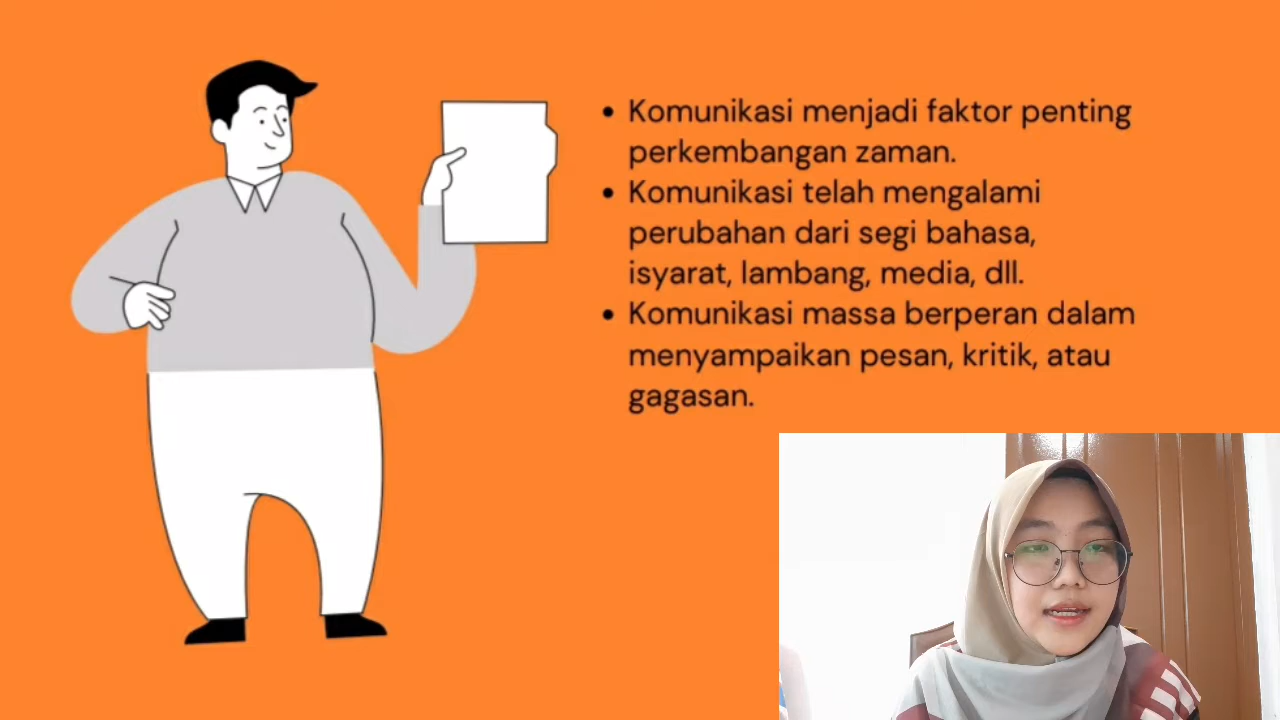 • Komunikasi menjadi faktor penting
perkembangan zaman.
• Komunikasi telah mengalami
perubahan dari segi bahasa,
isyarat, lambang, media, dll.
• Komunikasi massa berperan dalam
menyampaikan pesan, kritik, atau
gagasan.